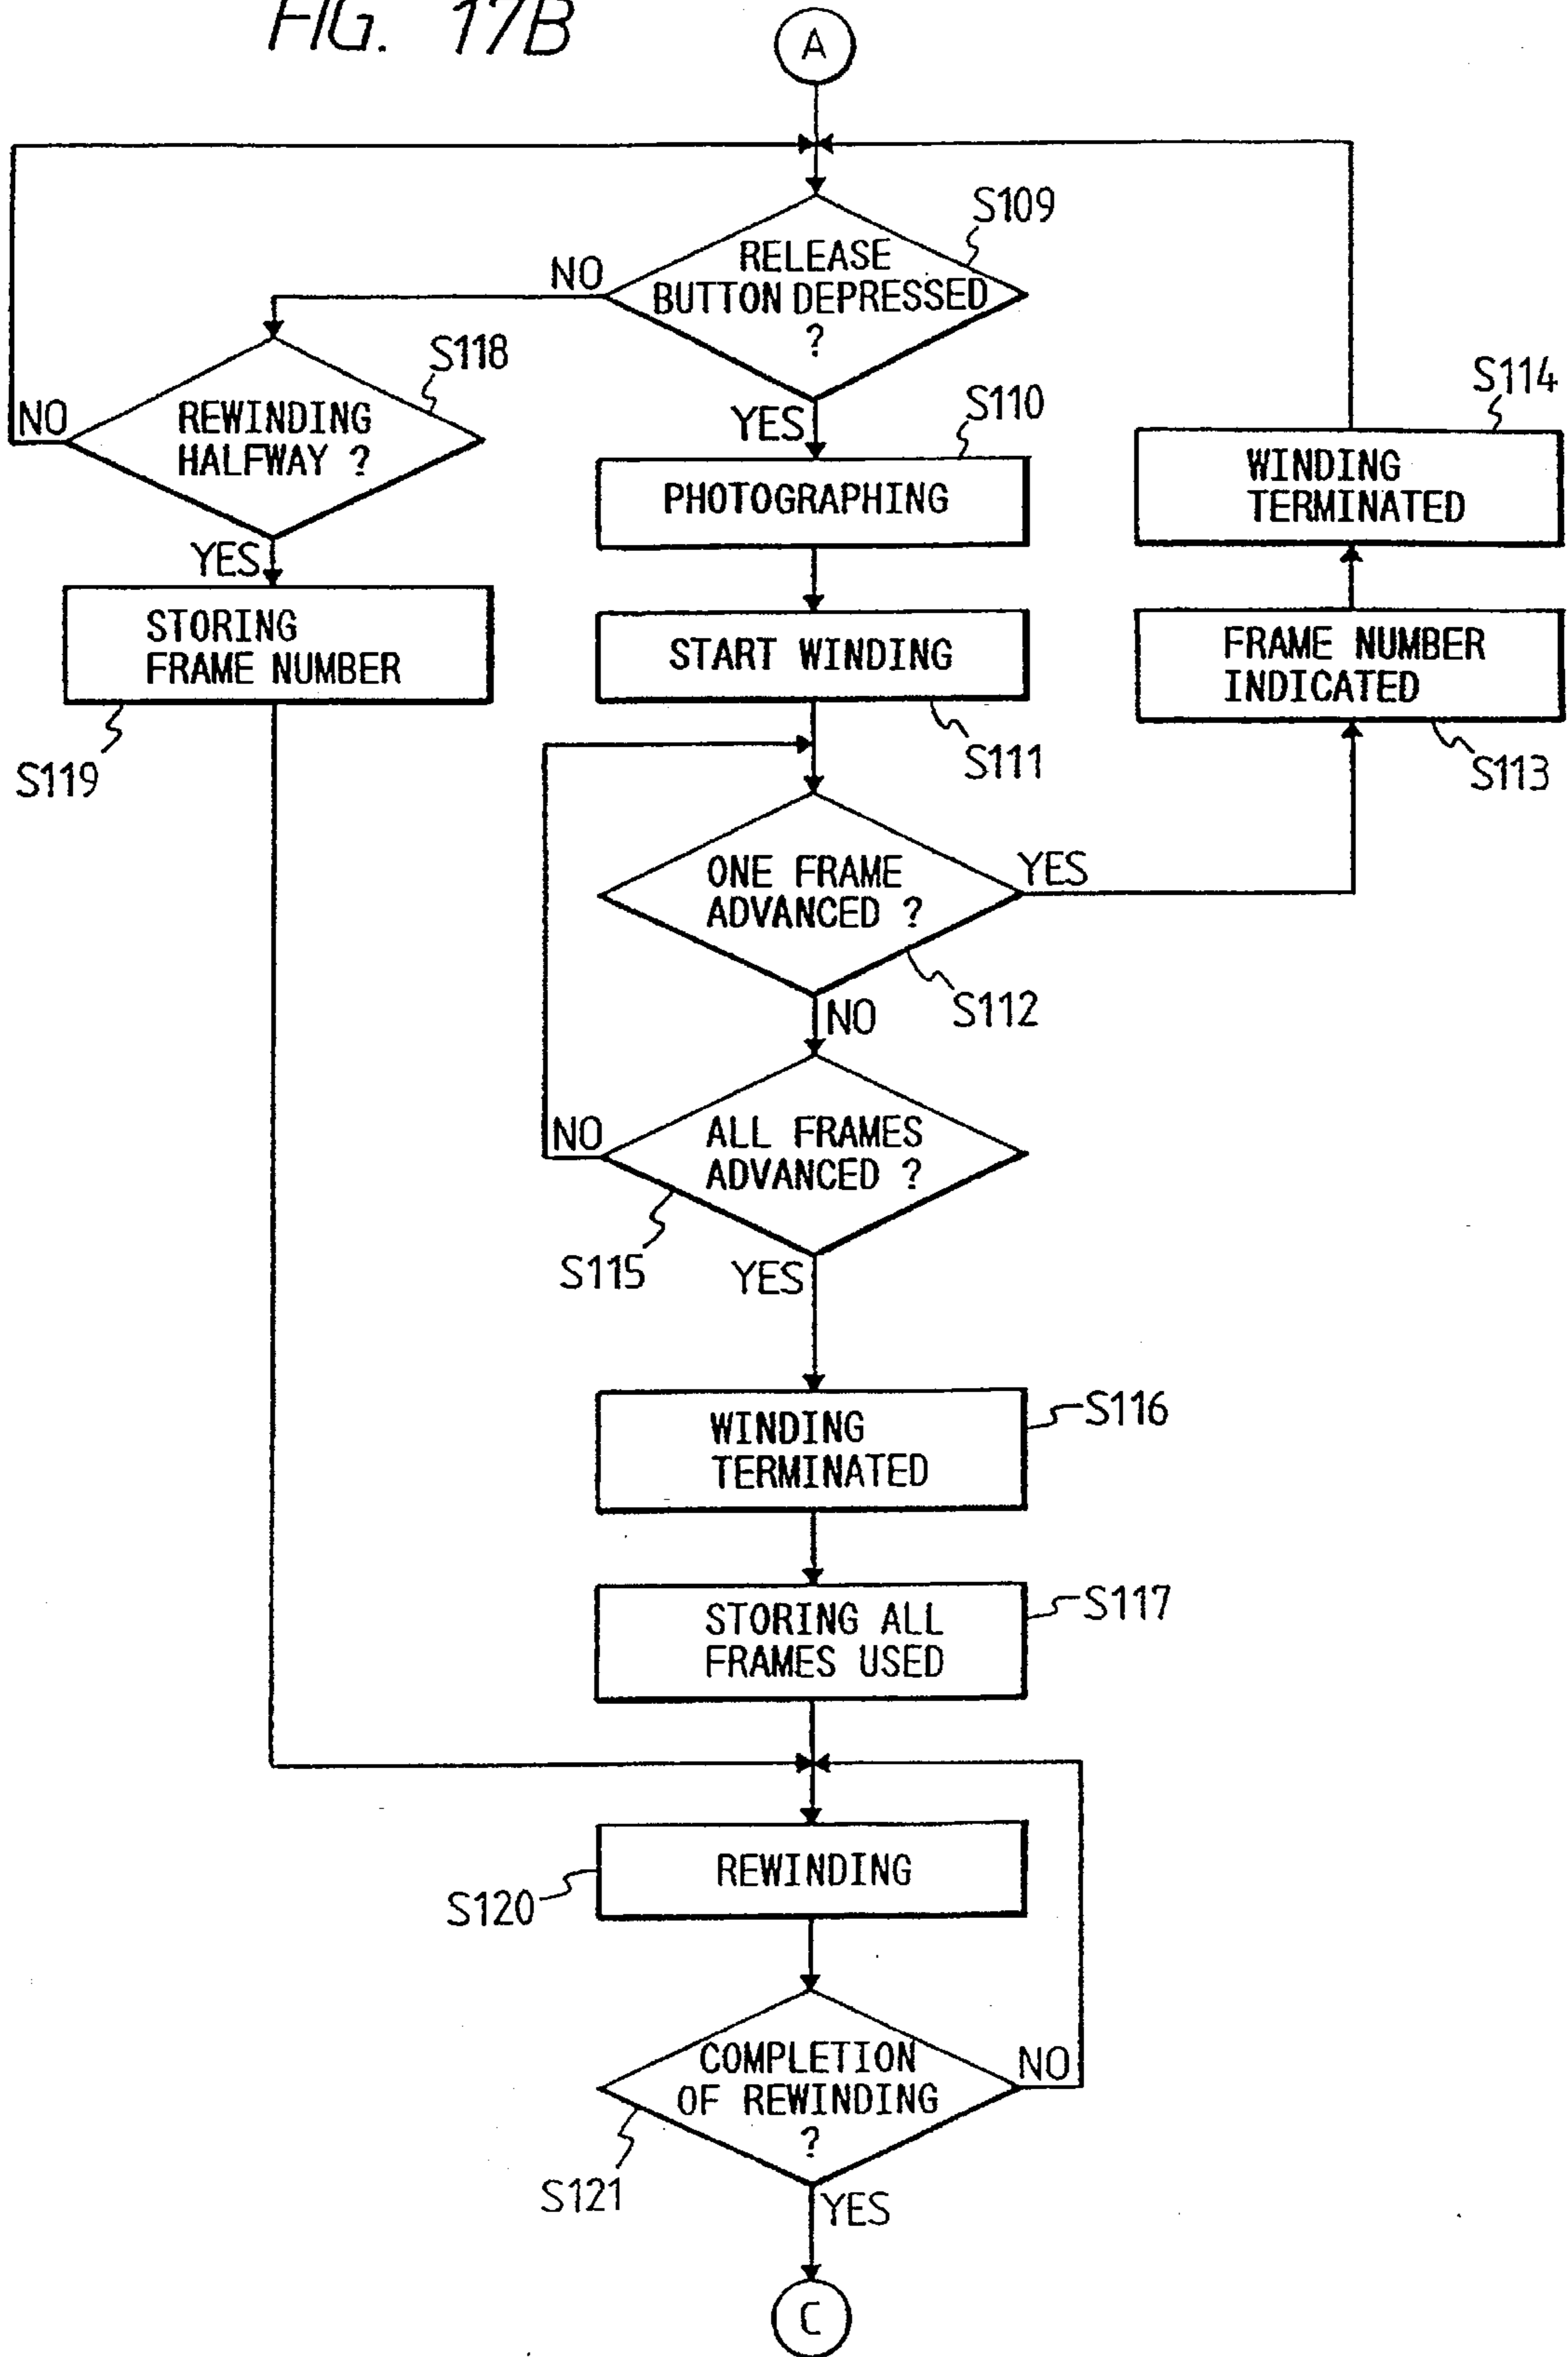 FIG. 17B
A
S109
RELEASE
BUTTON DEPRESSED
?
NO
YES
S118
REWINDING
HALFWAY ?
NO
YES
S110
PHOTOGRAPHING
S114
WINDING
TERMINATED
STORING
FRAME NUMBER
S119
START WINDING
S111
FRAME NUMBER
INDICATED
S113
ONE FRAME
ADVANCED ?
YES
S112
NO
ALL FRAMES
ADVANCED ?
NO
S115
YES
WINDING
TERMINATED
S116
STORING ALL
FRAMES USED
S117
REWINDING
S120
COMPLETION
OF REWINDING
?
NO
S121
YES
C